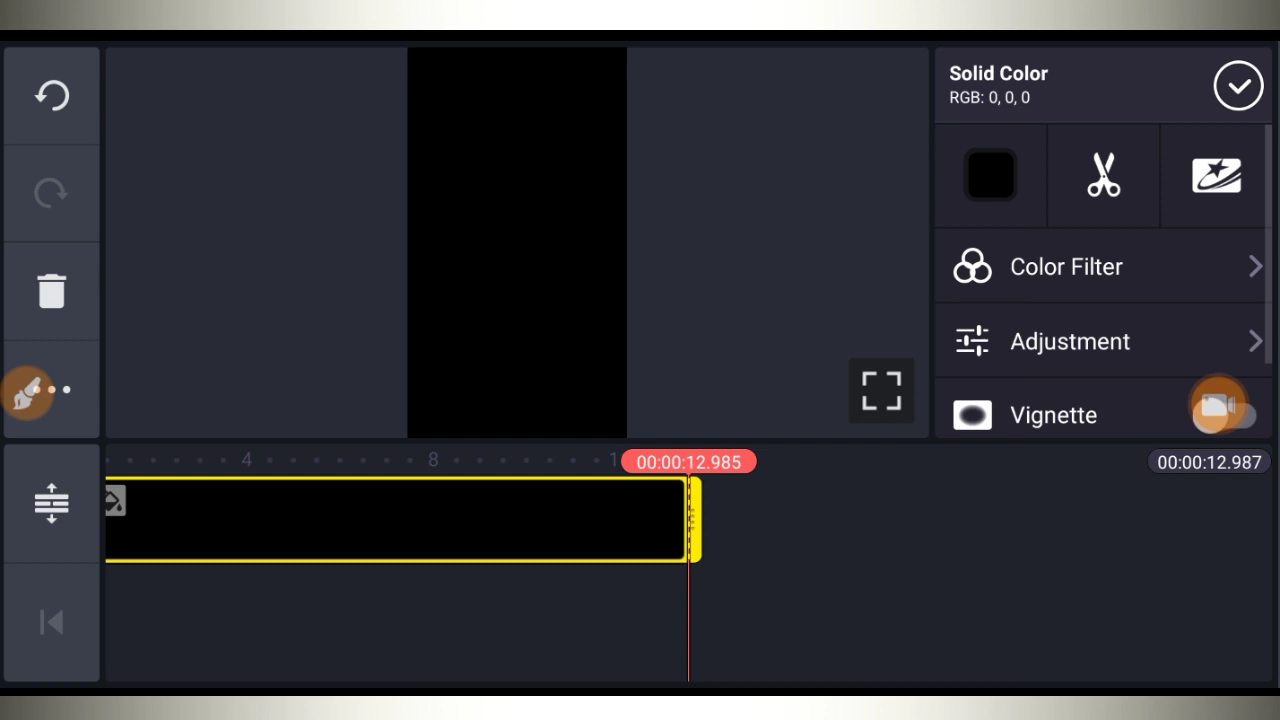 Solid Color
RGB: 0, 0, 0
Color Filter
Adjustment
Vignette
4
8
1
00:00:12.985
00:00:12.987